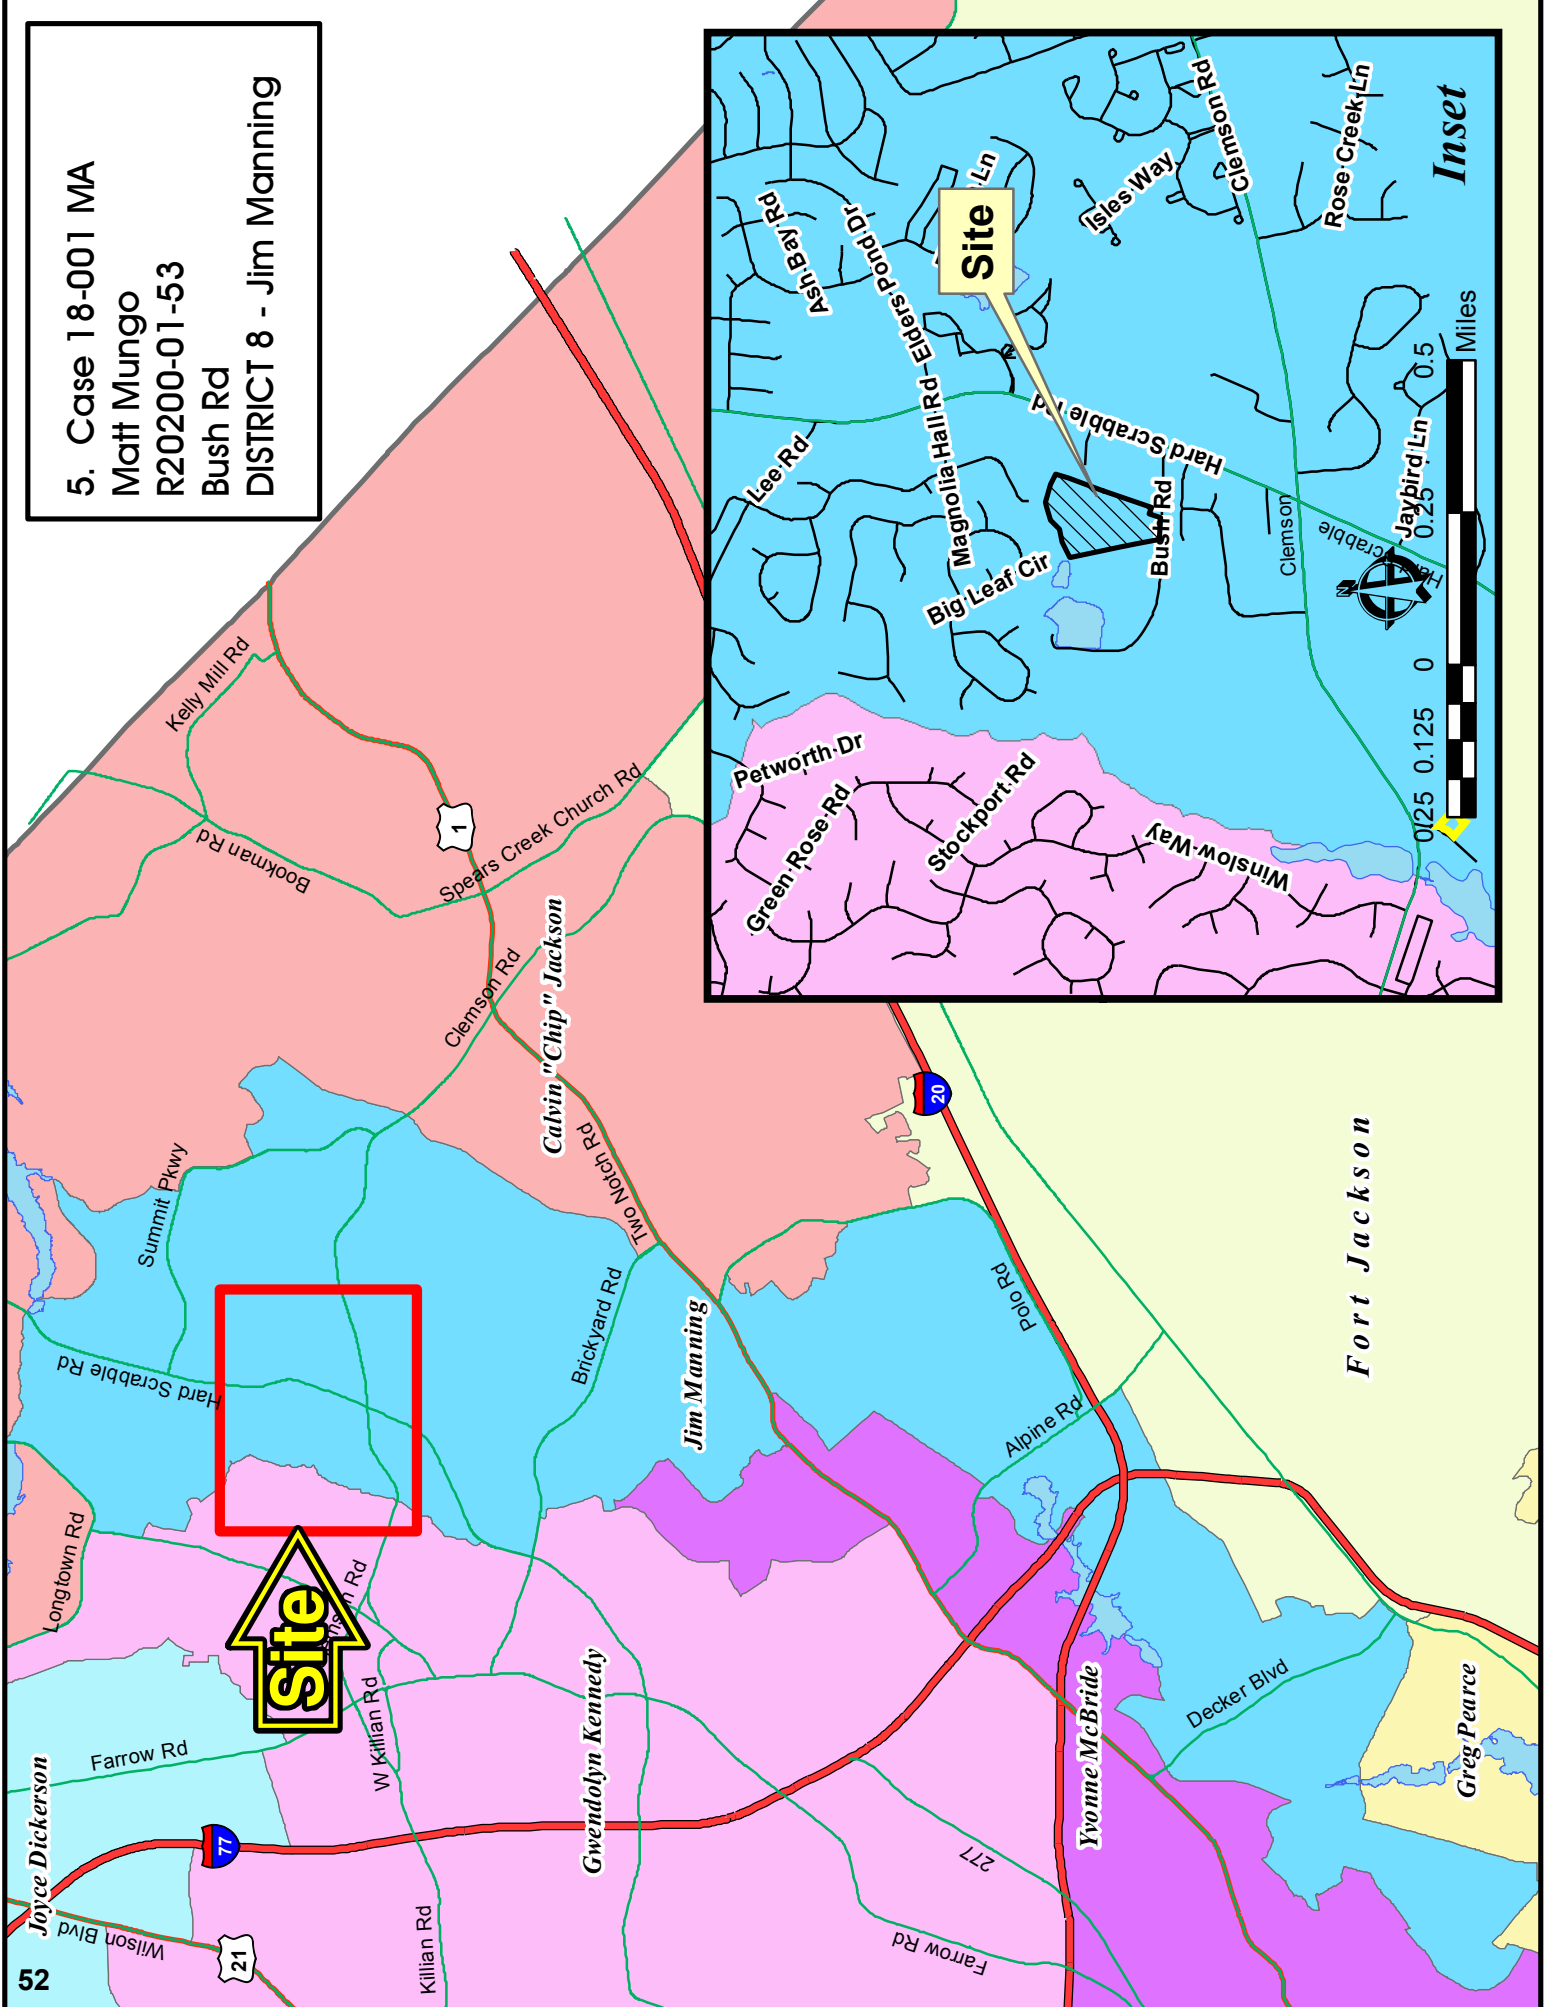 5. Case 18-001 MA
Matt Mungo
R20200-01-53
Bush Rd
DISTRICT 8 - Jim Manning
Kelly Mill Rd
Bookman Rd
1
Spears Creek Church Rd
Clemson Rd
Calvin "Chip" Jackson
Two Notch Rd
Summit Pkwy
Hard Scrabble Rd
Brickyard Rd
Jim Manning
20
Polo Rd
Alpine Rd
Fort Jackson
Longtown Rd
Site
Farrow Rd
W Killian Rd
Joyce Dickerson
77
Wilson Blvd
21
Killian Rd
Gwendolyn Kennedy
277
Farrow Rd
Yvonne McBride
Decker Blvd
Greg Pearce
52
Ash Bay Rd
Elders Pond Dr
Ln
Site
Isles Way
Clemson Rd
Rose Creek Ln
Inset
Lee Rd
Magnolia Hall Rd
Hard Scrabble Rd
Big Leaf Cir
Bush Rd
Clemson
Hard Scrabble
Jaybird Ln
N
Petworth Dr
Green Rose Rd
Stockport Rd
Winslow Way
0.25 0.125 0 0.25 0.5
Miles